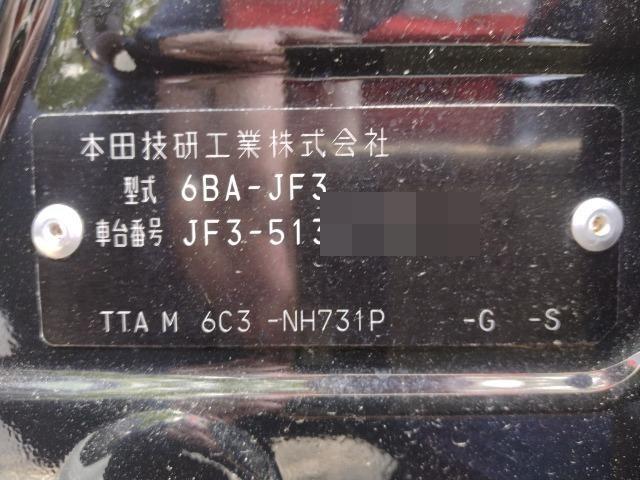 本田技研工業株式会社
型式 6BA-JF3
車台番号 JF3-513
TTA M 6C3 -NH731P -G -S